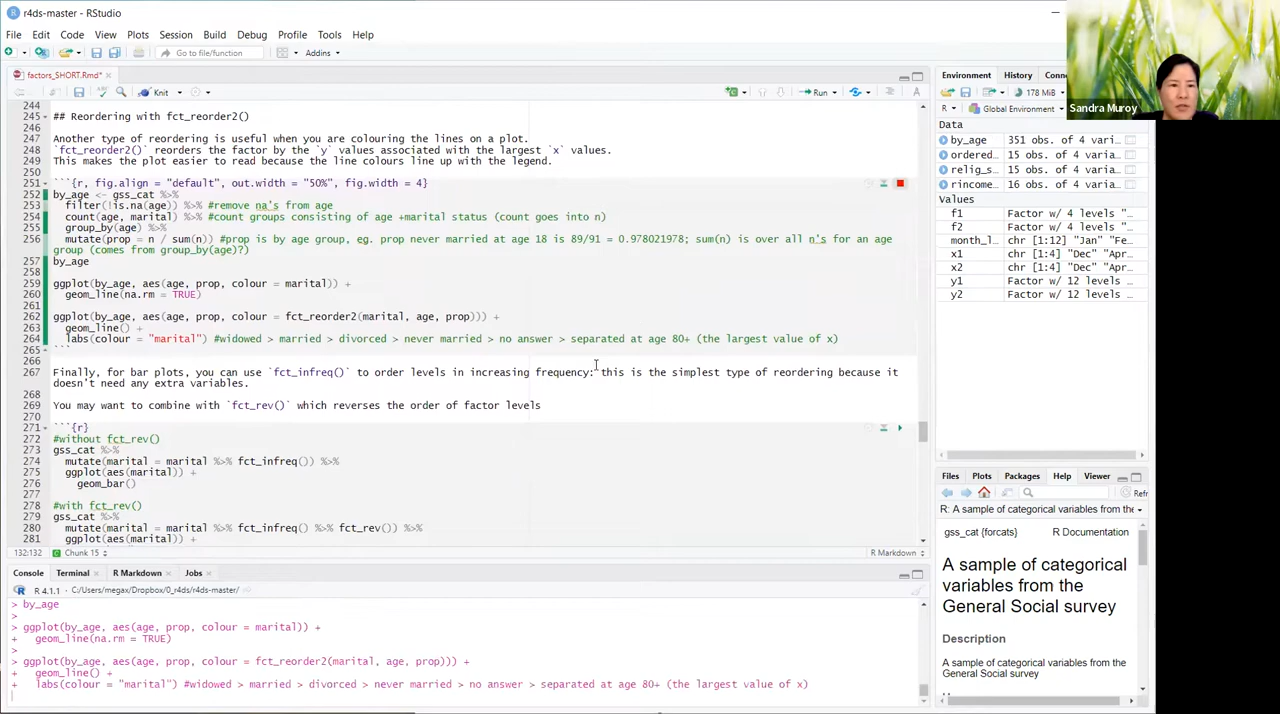 r4ds-master - RStudio
File Edit Code View Plots Session Build Debug Profile Tools Help
Go to file/function Addins
Sandra Muroy
factors_SHORT.Rmd*
Knit Run
244
245 ## Reordering with fct_reorder2()
246
247 Another type of reordering is useful when you are colouring the lines on a plot.
248 `fct_reorder2()` reorders the factor by the `y` values associated with the largest `x` values.
249 This makes the plot easier to read because the line colours line up with the legend.
250
251 ```{r, fig.align = "default", out.width = "50%", fig.width = 4}
252 by_age <- gss_cat %>%
253 filter(!is.na(age)) %>% #remove na's from age
254 count(age, marital) %>% #count groups consisting of age +marital status (count goes into n)
255 group_by(age) %>%
256 mutate(prop = n / sum(n)) #prop is by age group, eg. prop never married at age 18 is 89/91 = 0.978021978; sum(n) is over all n's for an age
group (comes from group_by(age)?)
257 by_age
258
259 ggplot(by_age, aes(age, prop, colour = marital)) +
260 geom_line(na.rm = TRUE)
261
262 ggplot(by_age, aes(age, prop, colour = fct_reorder2(marital, age, prop))) +
263 geom_line() +
264 labs(colour = "marital") #widowed > married > divorced > never married > no answer > separated at age 80+ (the largest value of x)
265 ```
266
267 Finally, for bar plots, you can use `fct_infreq()` to order levels in increasing frequency: this is the simplest type of reordering because it
doesn't need any extra variables.
268
269 You may want to combine with `fct_rev()` which reverses the order of factor levels
270
271 ```{r}
272 #without fct_rev()
273 gss_cat %>%
274 mutate(marital = marital %>% fct_infreq()) %>%
275 ggplot(aes(marital)) +
276 geom_bar()
277
278 #with fct_rev()
279 gss_cat %>%
280 mutate(marital = marital %>% fct_infreq() %>% fct_rev()) %>%
281 ggplot(aes(marital)) +
132:132 Chunk 15 R Markdown
Console Terminal R Markdown Jobs
R 4.1.1 · C:/Users/megax/Dropbox/0_r4ds/r4ds-master/
> by_age
>
> ggplot(by_age, aes(age, prop, colour = marital)) +
+ geom_line(na.rm = TRUE)
>
> ggplot(by_age, aes(age, prop, colour = fct_reorder2(marital, age, prop))) +
+ geom_line() +
+ labs(colour = "marital") #widowed > married > divorced > never married > no answer > separated at age 80+ (the largest value of x)
Environment History Conn
178 MiB
R Global Environment
Data
by_age 351 obs. of 4 varia…
ordered… 15 obs. of 4 varia…
relig_s… 15 obs. of 4 varia…
rincome… 16 obs. of 4 varia…
Values
f1 Factor w/ 4 levels "…
f2 Factor w/ 4 levels "…
month_l… chr [1:12] "Jan" "Fe…
x1 chr [1:4] "Dec" "Apr…
x2 chr [1:4] "Dec" "Apr…
y1 Factor w/ 12 levels …
y2 Factor w/ 12 levels …
Files Plots Packages Help Viewer
Refr
R: A sample of categorical variables from the
gss_cat {forcats} R Documentation
A sample of categorical
variables from the
General Social survey
Description
A sample of categorical variables from the
General Social survey